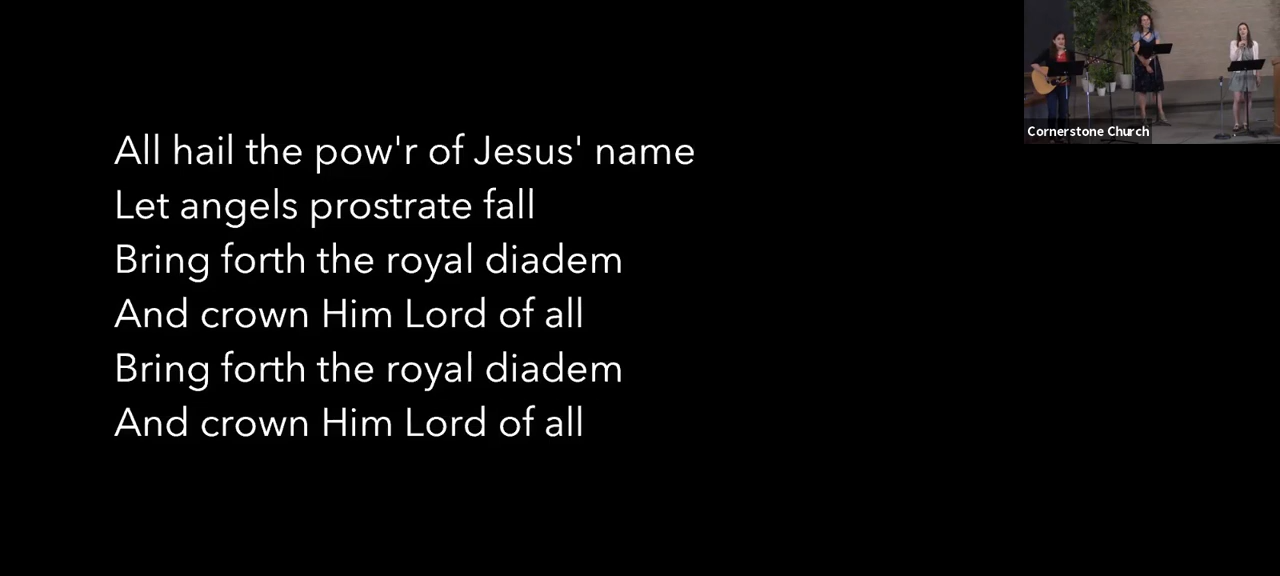 All hail the pow'r of Jesus' name
Let angels prostrate fall
Bring forth the royal diadem
And crown Him Lord of all
Bring forth the royal diadem
And crown Him Lord of all
Cornerstone Church